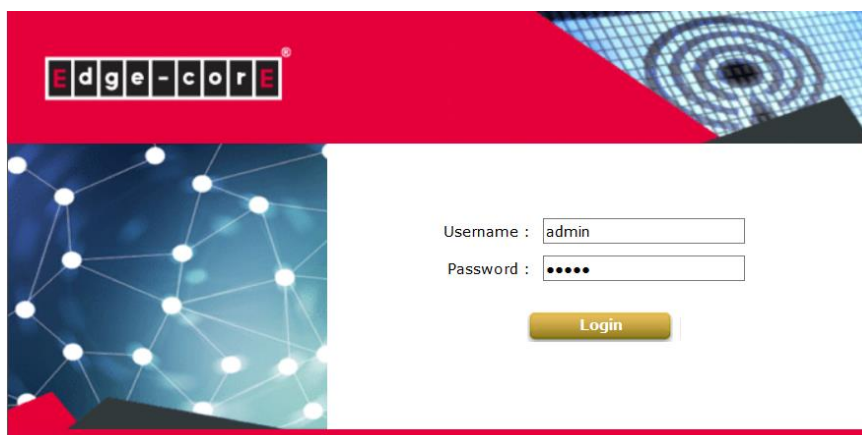 Edge-corE®
Username : admin
Password : •••••
Login